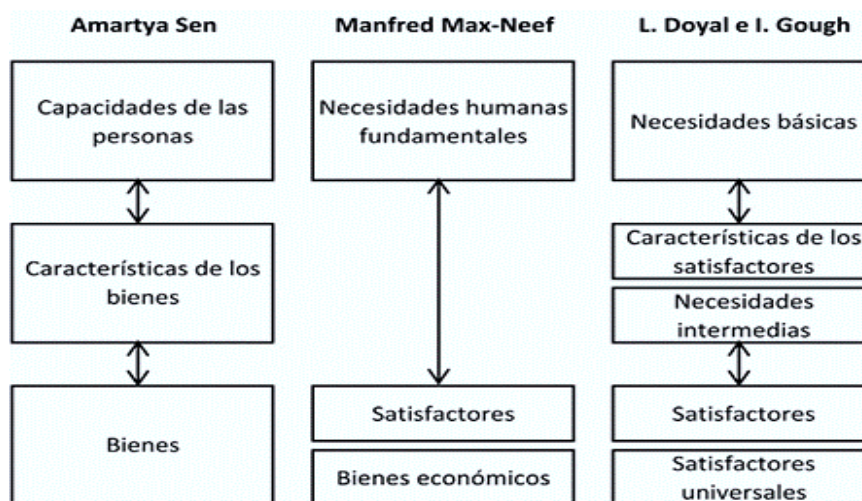 Amartya Sen
Manfred Max-Neef
L. Doyal e I. Gough
Capacidades de las
personas
Necesidades humanas
fundamentales
Necesidades básicas
Características de los
bienes
Características de los
satisfactores
Necesidades
intermedias
Bienes
Satisfactores
Bienes económicos
Satisfactores
Satisfactores
universales